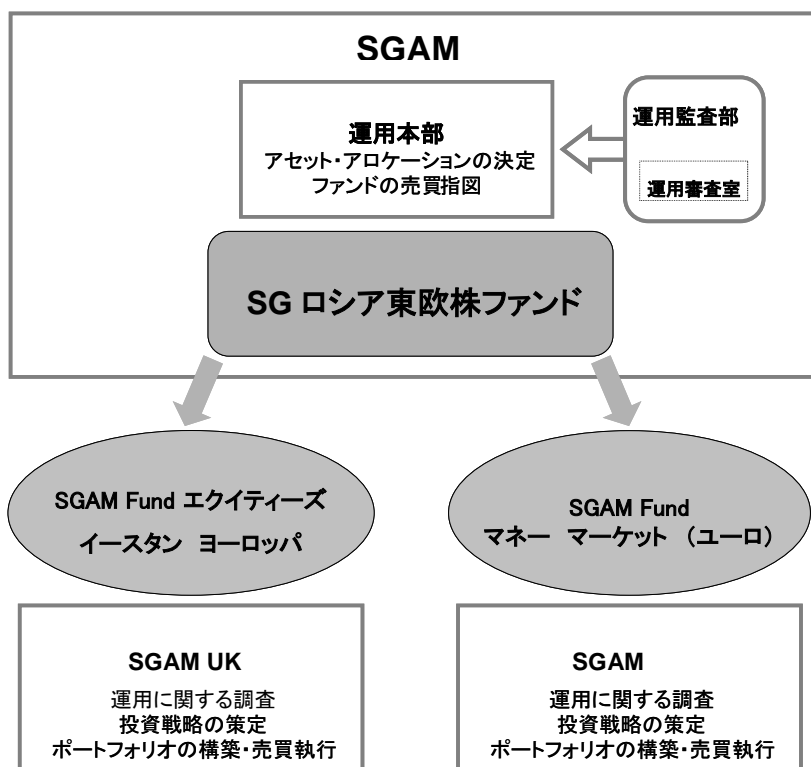 SGAM
運用本部
アセット・アロケーションの決定
ファンドの売買指図
運用監査部
運用審査室
SG ロシア東欧株ファンド
SGAM Fund エクイティーズ
イースタン ヨーロッパ
SGAM Fund
マネー マーケット (ユーロ)
SGAM UK
運用に関する調査
投資戦略の策定
ポートフォリオの構築・売買執行
SGAM
運用に関する調査
投資戦略の策定
ポートフォリオの構築・売買執行